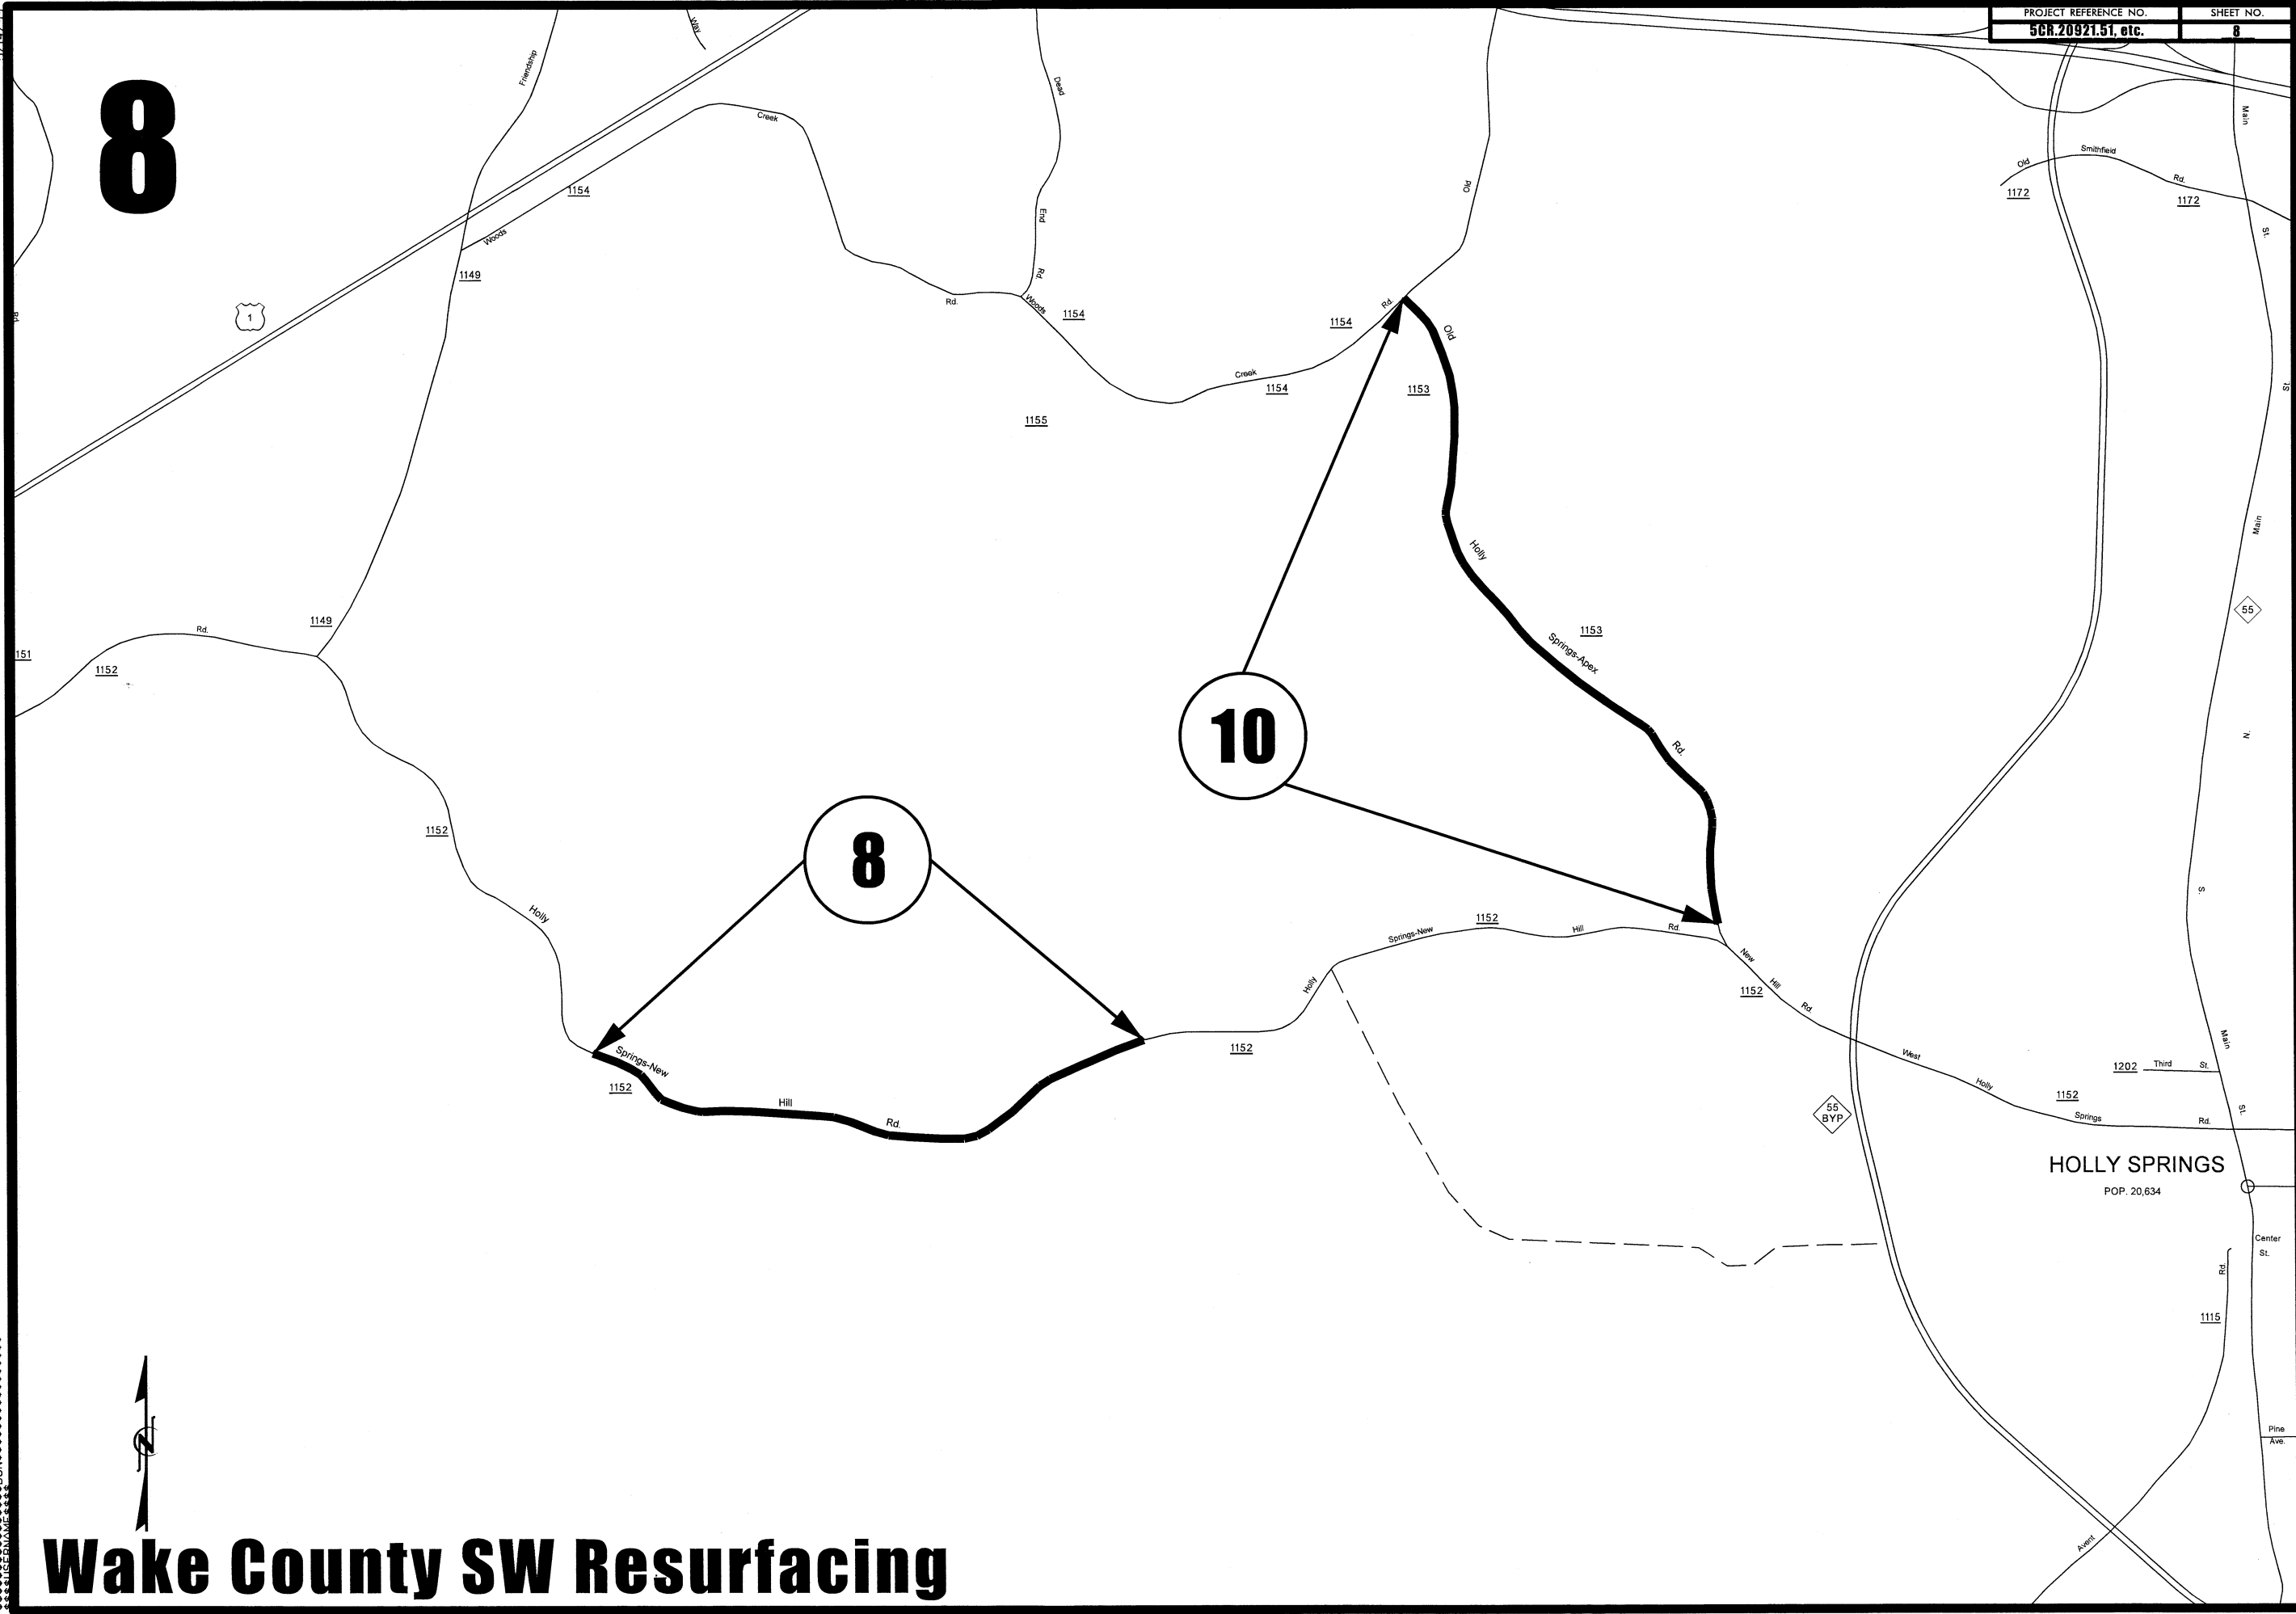 PROJECT REFERENCE NO.
SHEET NO.
5CR.20921.51, etc.
8
8
Friendship
Way
Creek
Dead
End
Rd.
Old
Main
St.
Old
Smithfield
Rd.
1172
1172
1154
Woods
1149
1
Rd.
Rd.
Woods
1154
1154
Rd.
Old
Creek
1154
1153
1155
St.
Main
Holly
55
1149
Rd.
151
1152
1153
Springs-Apex
10
Rd.
N.
1152
8
S.
Holly
1152
Springs-New
Hill
Rd.
New
Hill
Rd.
1152
Holly
1152
Springs-New
1152
Hill
Rd.
West
Holly
Springs
Rd.
1152
1202
Third
St.
Main
St.
55
BYP
HOLLY SPRINGS
POP. 20,634
Center
St.
Rd.
1115
Pine
Ave.
Avent
N
Wake County SW Resurfacing